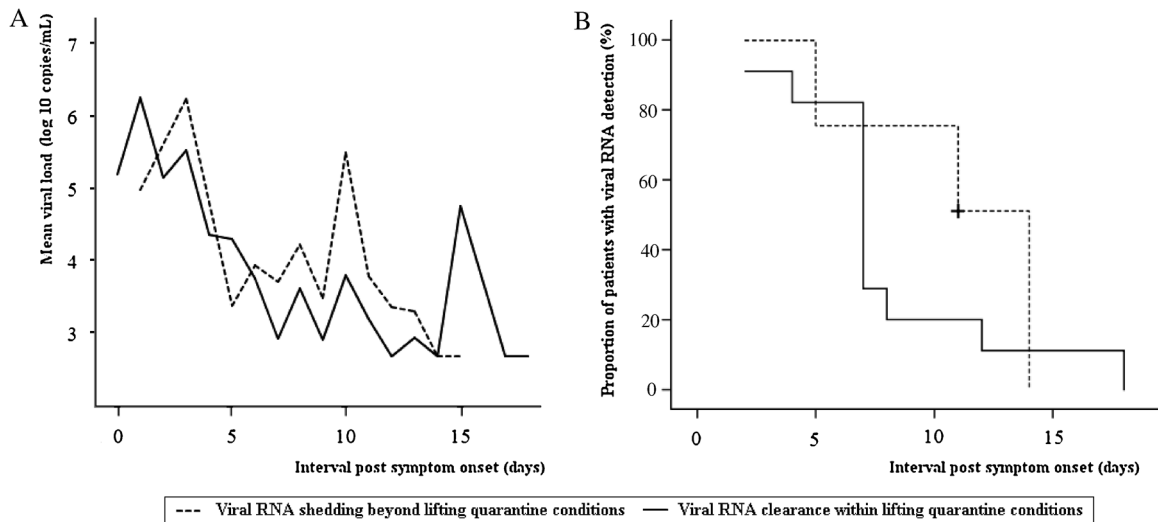 A
Mean viral load (log 10 copies/mL)
7
6
5
4
3
0 5 10 15
Interval post symptom onset (days)
B
Proportion of patients with viral RNA detection (%)
100
80
60
40
20
0
0 5 10 15
Interval post symptom onset (days)
Viral RNA shedding beyond lifting quarantine conditions
Viral RNA clearance within lifting quarantine conditions